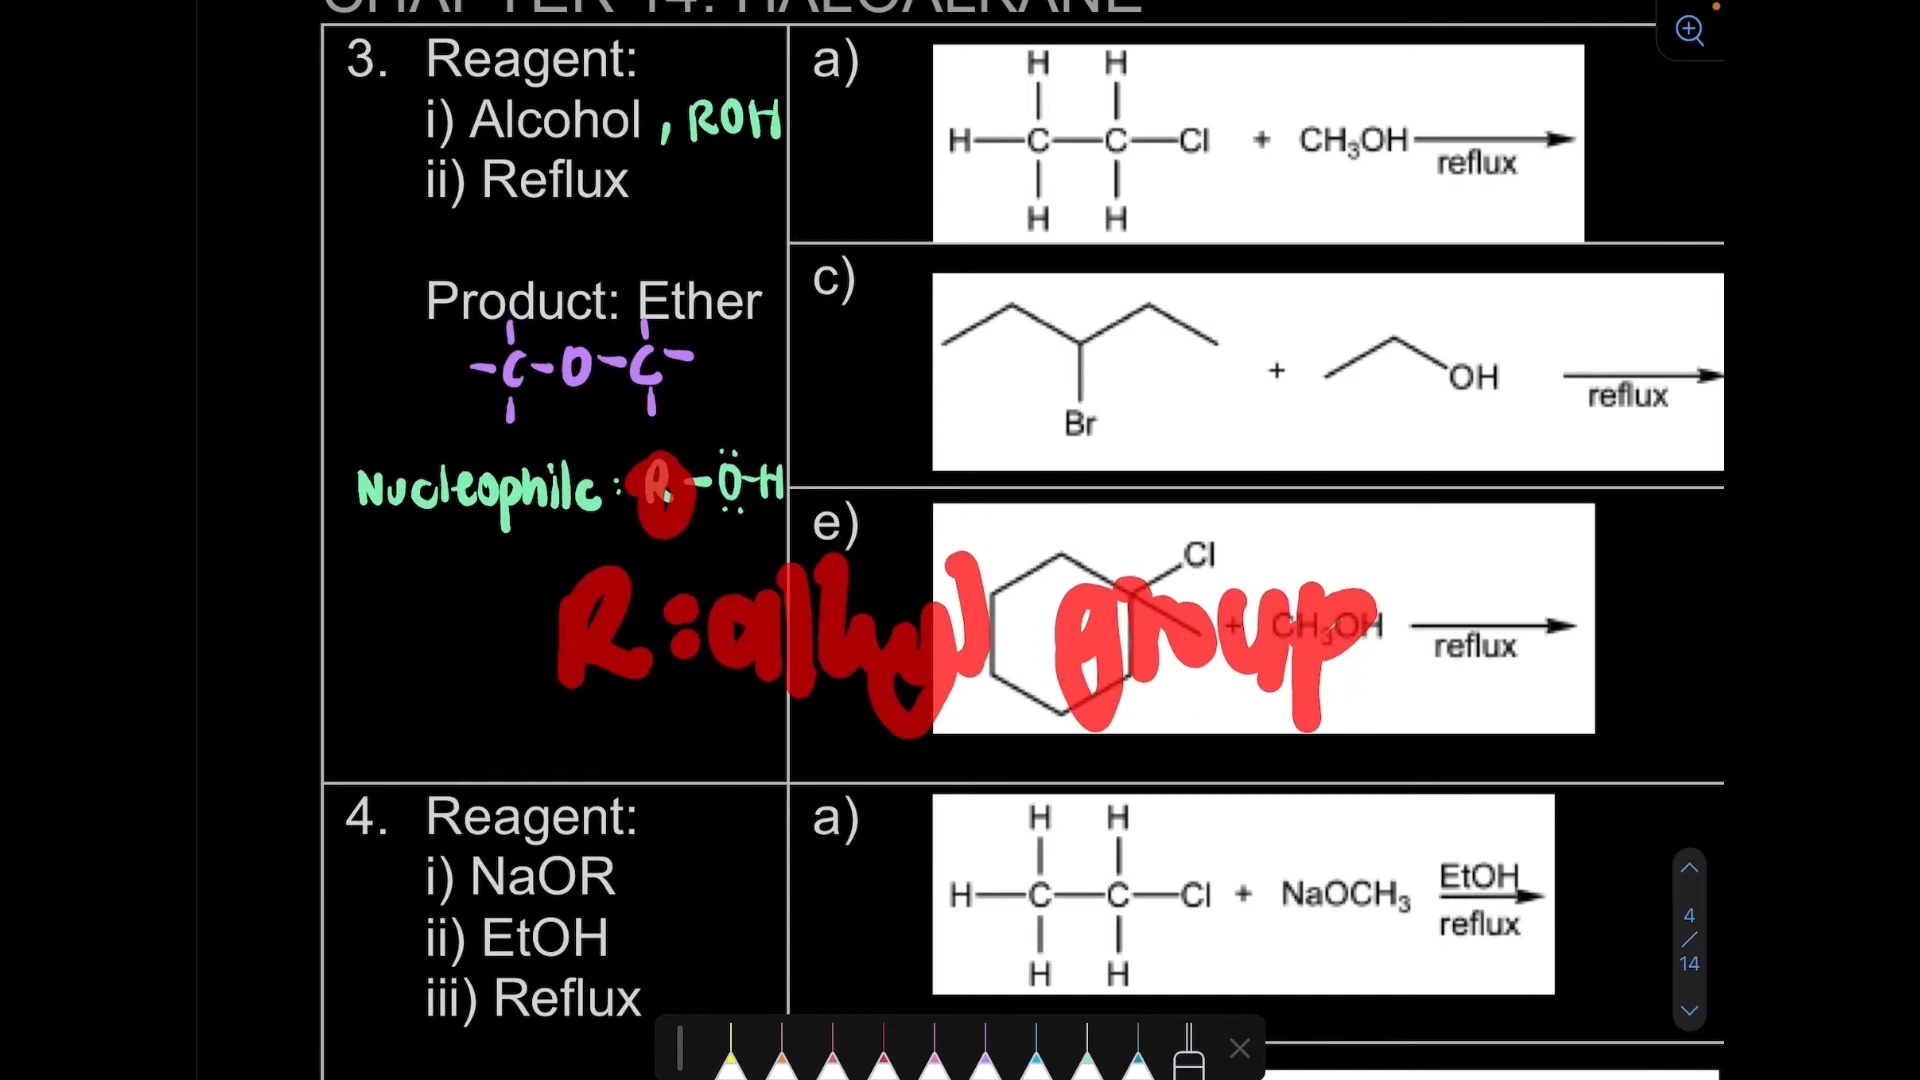 CHAPTER 14: HALOALKANE
3. Reagent:
i) Alcohol , ROH
ii) Reflux
Product: Ether
-C-O-C-
Nucleophile : R-Ö-H
R: alkyl group
a)
H H
H C C Cl + CH₃OH
reflux
H H
c)
Br
+
OH
reflux
e)
Cl
+ CH₃OH
reflux
4. Reagent:
i) NaOR
ii) EtOH
iii) Reflux
a)
H H
H C C Cl + NaOCH₃ EtOH
reflux
H H
4
/
14